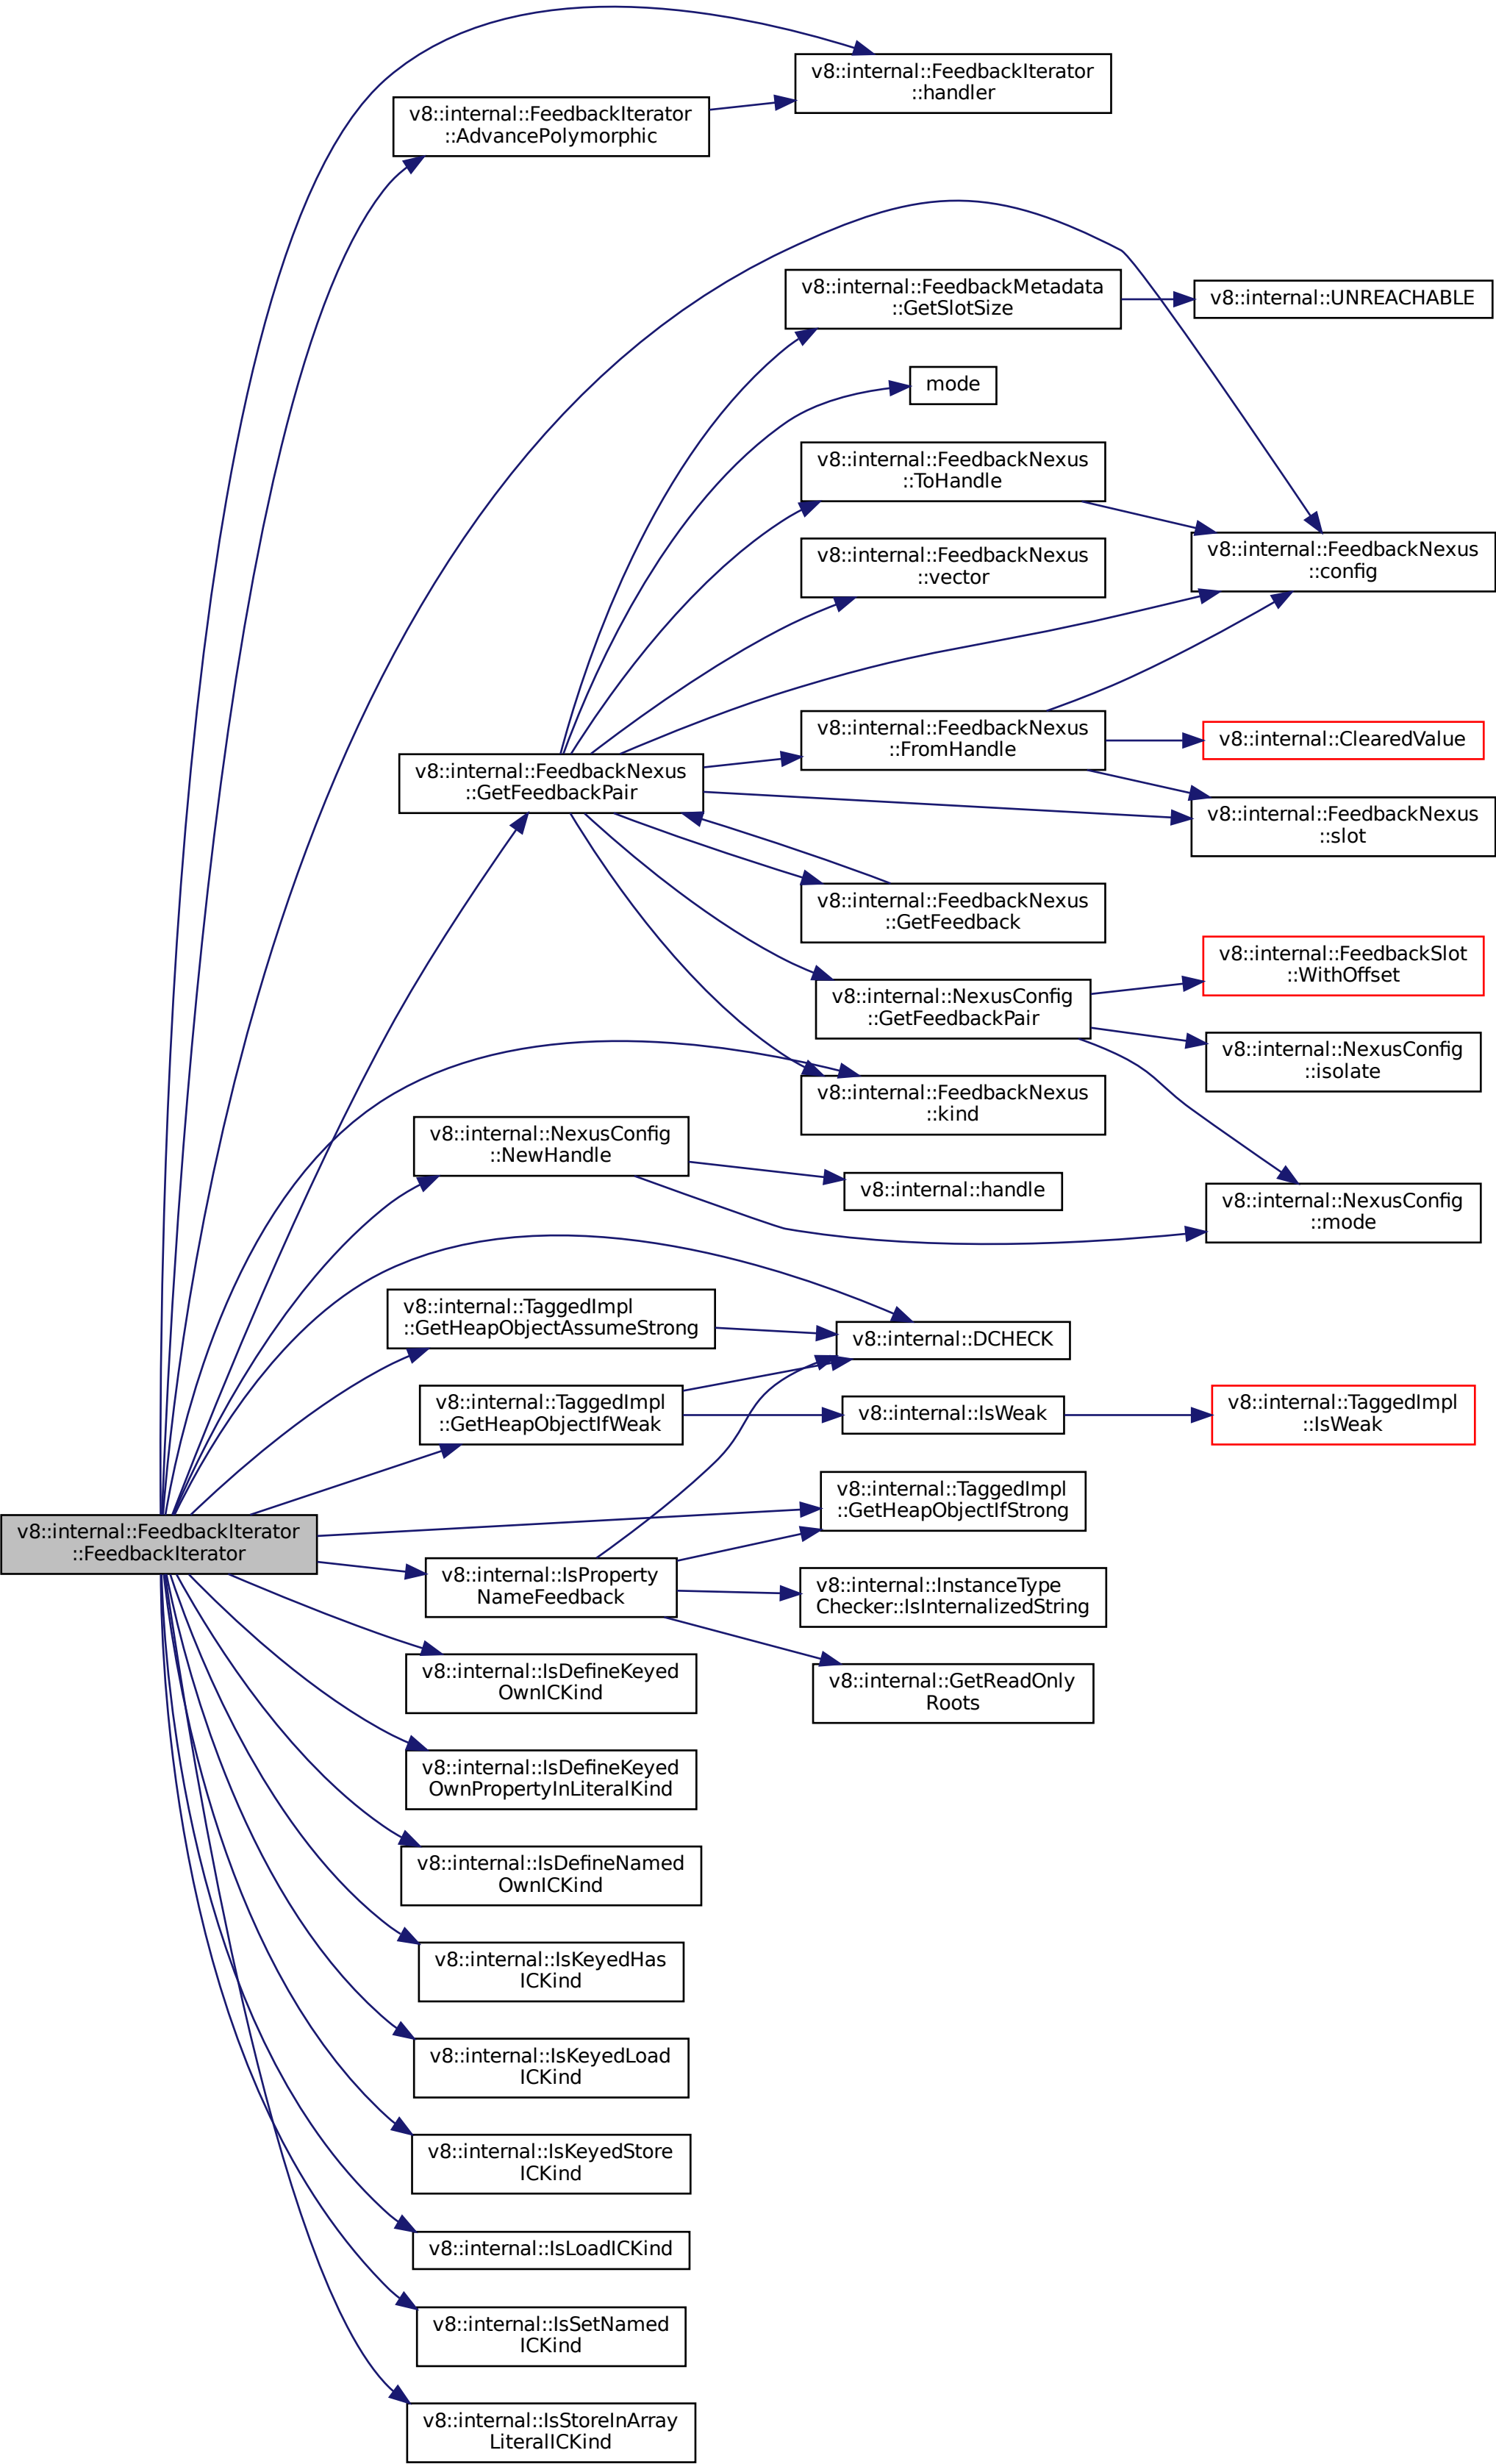 v8::internal::FeedbackIterator
::handler
v8::internal::FeedbackIterator
::AdvancePolymorphic
v8::internal::FeedbackMetadata
::GetSlotSize
v8::internal::UNREACHABLE
mode
v8::internal::FeedbackNexus
::ToHandle
v8::internal::FeedbackNexus
::config
v8::internal::FeedbackNexus
::vector
v8::internal::FeedbackNexus
::FromHandle
v8::internal::ClearedValue
v8::internal::FeedbackNexus
::GetFeedbackPair
v8::internal::FeedbackNexus
::slot
v8::internal::FeedbackNexus
::GetFeedback
v8::internal::FeedbackSlot
::WithOffset
v8::internal::NexusConfig
::GetFeedbackPair
v8::internal::NexusConfig
::isolate
v8::internal::FeedbackNexus
::kind
v8::internal::NexusConfig
::NewHandle
v8::internal::handle
v8::internal::NexusConfig
::mode
v8::internal::TaggedImpl
::GetHeapObjectAssumeStrong
v8::internal::DCHECK
v8::internal::TaggedImpl
::GetHeapObjectIfWeak
v8::internal::IsWeak
v8::internal::TaggedImpl
::IsWeak
v8::internal::TaggedImpl
::GetHeapObjectIfStrong
v8::internal::FeedbackIterator
::FeedbackIterator
v8::internal::IsProperty
NameFeedback
v8::internal::InstanceType
Checker::IsInternalizedString
v8::internal::IsDefineKeyed
OwnICKind
v8::internal::GetReadOnly
Roots
v8::internal::IsDefineKeyed
OwnPropertyInLiteralKind
v8::internal::IsDefineNamed
OwnICKind
v8::internal::IsKeyedHas
ICKind
v8::internal::IsKeyedLoad
ICKind
v8::internal::IsKeyedStore
ICKind
v8::internal::IsLoadICKind
v8::internal::IsSetNamed
ICKind
v8::internal::IsStoreInArray
LiteralICKind